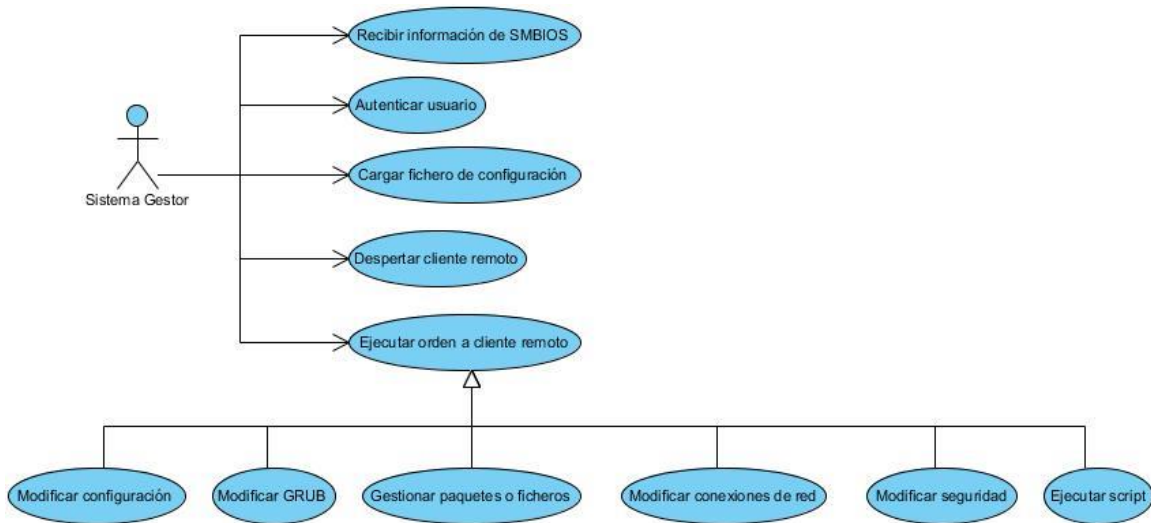 Recibir información de SMBIOS
Autenticar usuario
Sistema Gestor
Cargar fichero de configuración
Despertar cliente remoto
Ejecutar orden a cliente remoto
Modificar configuración
Modificar GRUB
Gestionar paquetes o ficheros
Modificar conexiones de red
Modificar seguridad
Ejecutar script